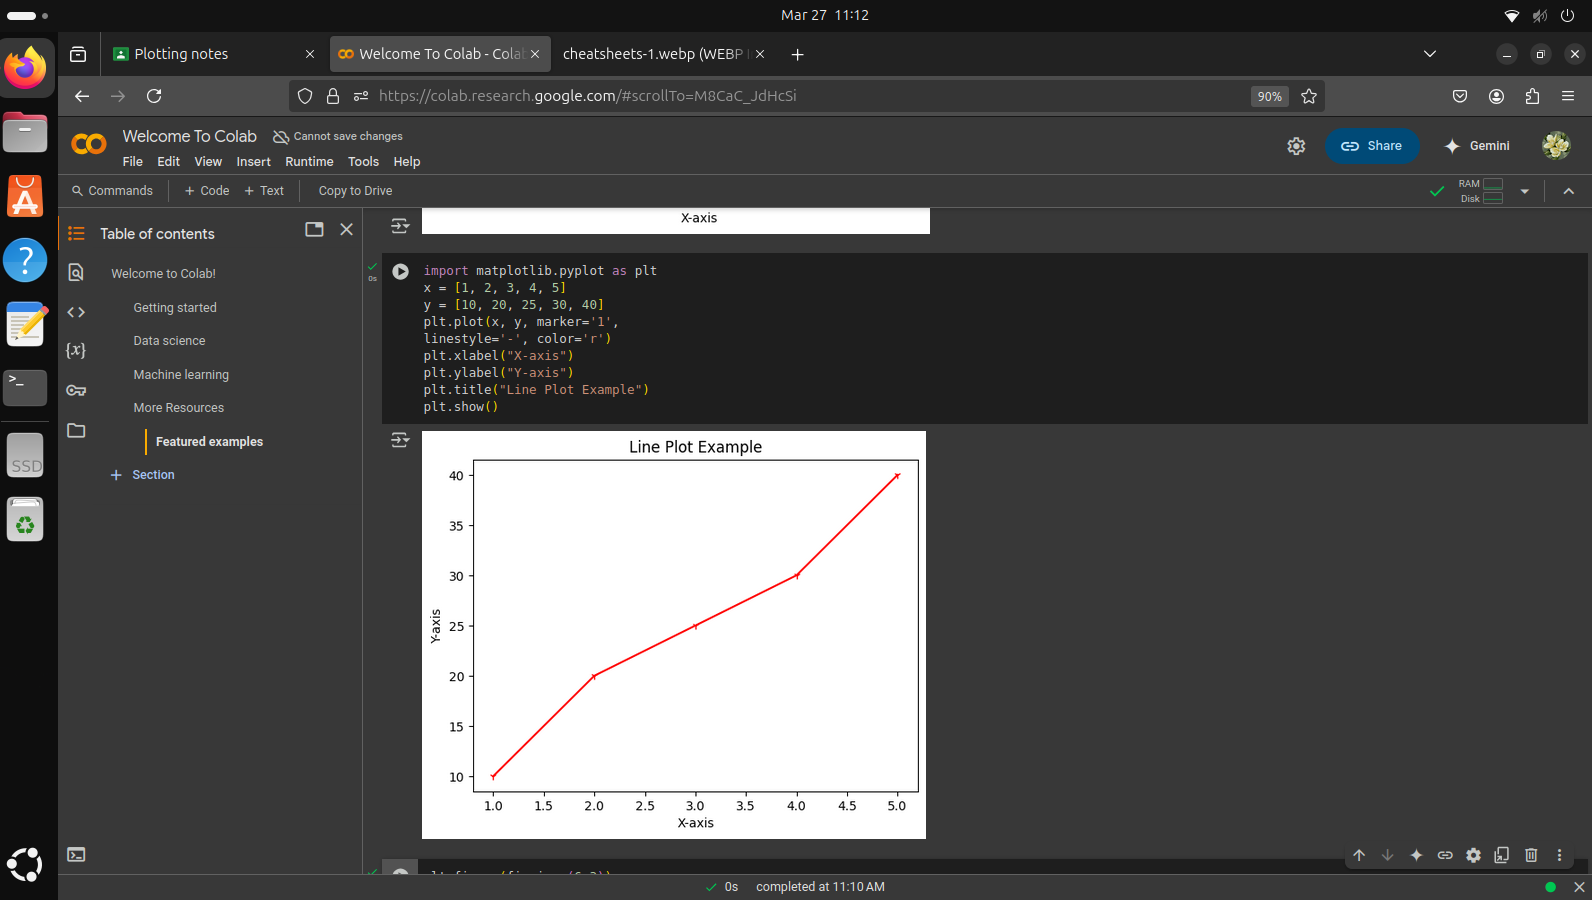 Mar 27 11:12
Plotting notes
Welcome To Colab - Cola
cheatsheets-1.webp (WEBP I
https://colab.research.google.com/#scrollTo=M8CaC_JdHcSi
90%
Welcome To Colab
Cannot save changes
File Edit View Insert Runtime Tools Help
Share
Gemini
Commands
+ Code + Text
Copy to Drive
RAM
Disk
Table of contents
Welcome to Colab!
Getting started
Data science
Machine learning
More Resources
Featured examples
+ Section
{x}
>_
SSD
X-axis
0s
import matplotlib.pyplot as plt
x = [1, 2, 3, 4, 5]
y = [10, 20, 25, 30, 40]
plt.plot(x, y, marker='1',
linestyle='-', color='r')
plt.xlabel("X-axis")
plt.ylabel("Y-axis")
plt.title("Line Plot Example")
plt.show()
Line Plot Example
40
35
30
25
20
15
10
Y-axis
1.0 1.5 2.0 2.5 3.0 3.5 4.0 4.5 5.0
X-axis
0s completed at 11:10 AM